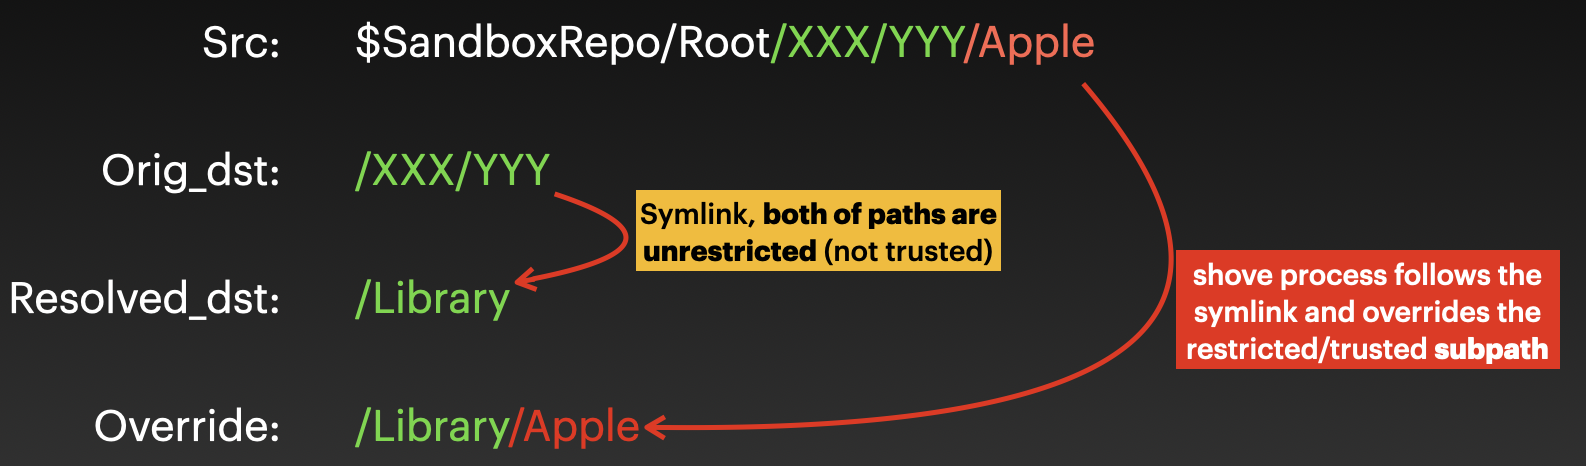 Src: $SandboxRepo/Root/XXX/YYY/Apple
Orig_dst: /XXX/YYY
Symlink, both of paths are
unrestricted (not trusted)
Resolved_dst: /Library
shove process follows the
symlink and overrides the
restricted/trusted subpath
Override: /Library/Apple